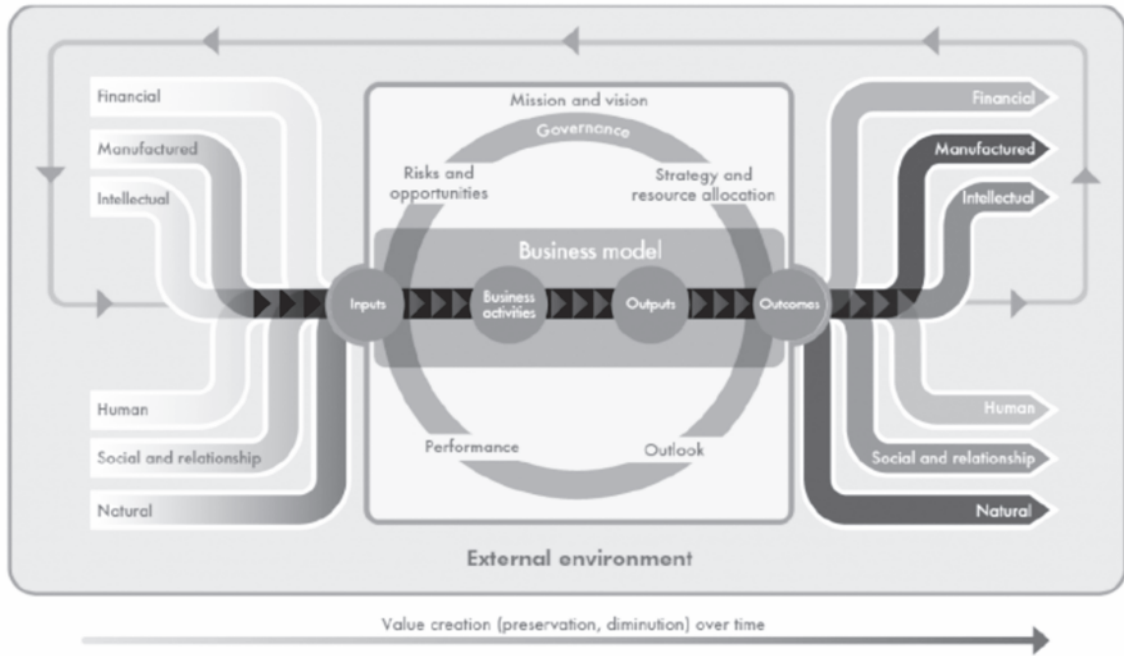 Financial
Manufactured
Intellectual
Human
Social and relationship
Natural
Mission and vision
Governance
Risks and
opportunities
Strategy and
resource allocation
Business model
Inputs
Business
activities
Outputs
Outcomes
Performance
Outlook
Financial
Manufactured
Intellectual
Human
Social and relationship
Natural
External environment
Value creation (preservation, diminution) over time